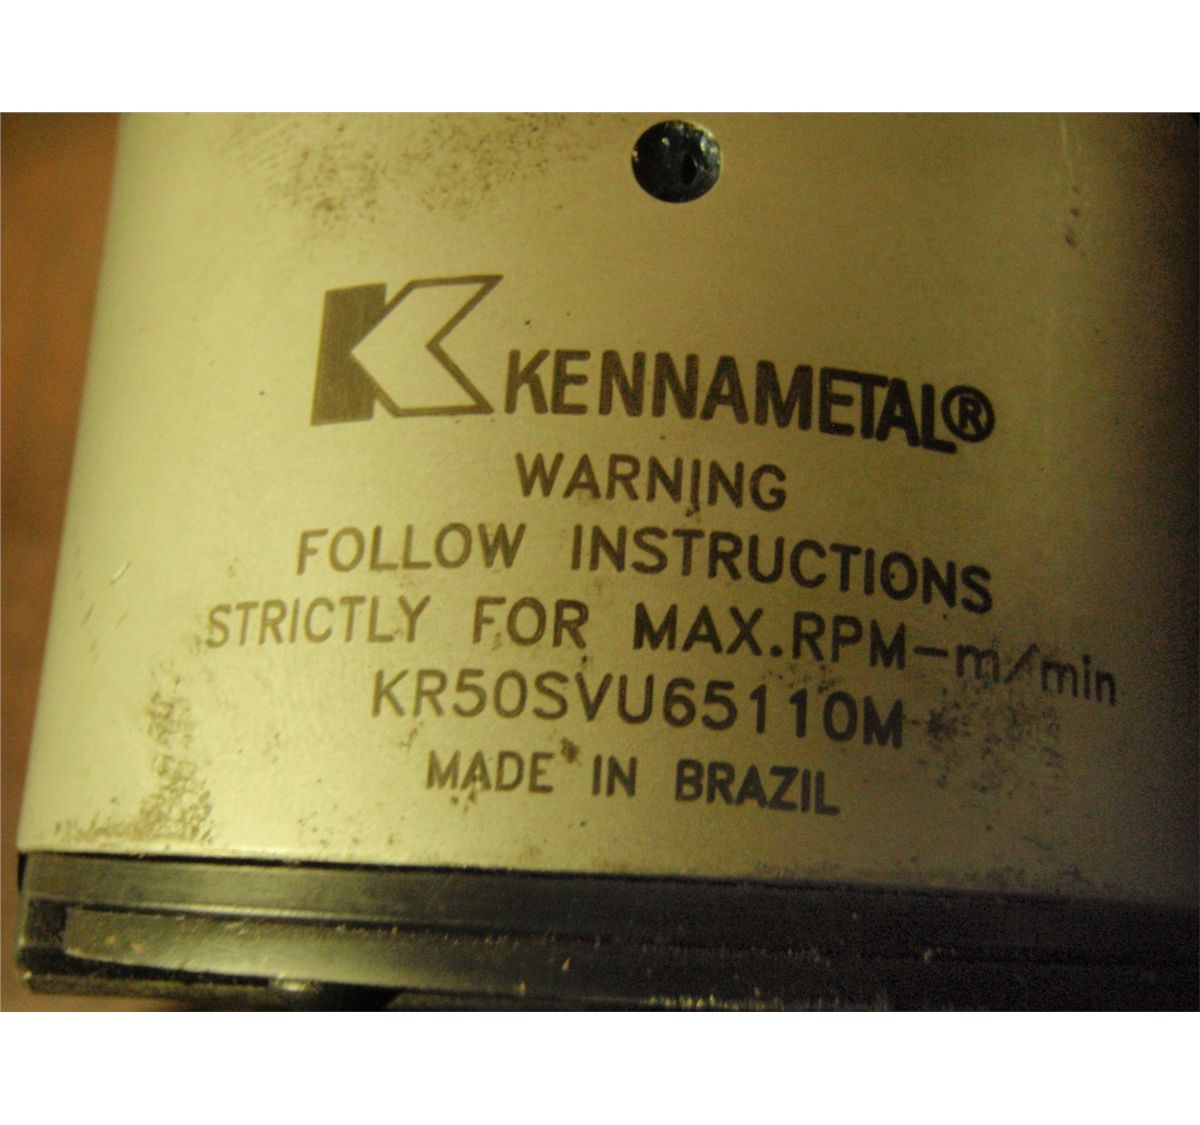 KENNAMETAL®
WARNING
FOLLOW INSTRUCTIONS
STRICTLY FOR MAX.RPM-m/min
KR50SVU65110M
MADE IN BRAZIL